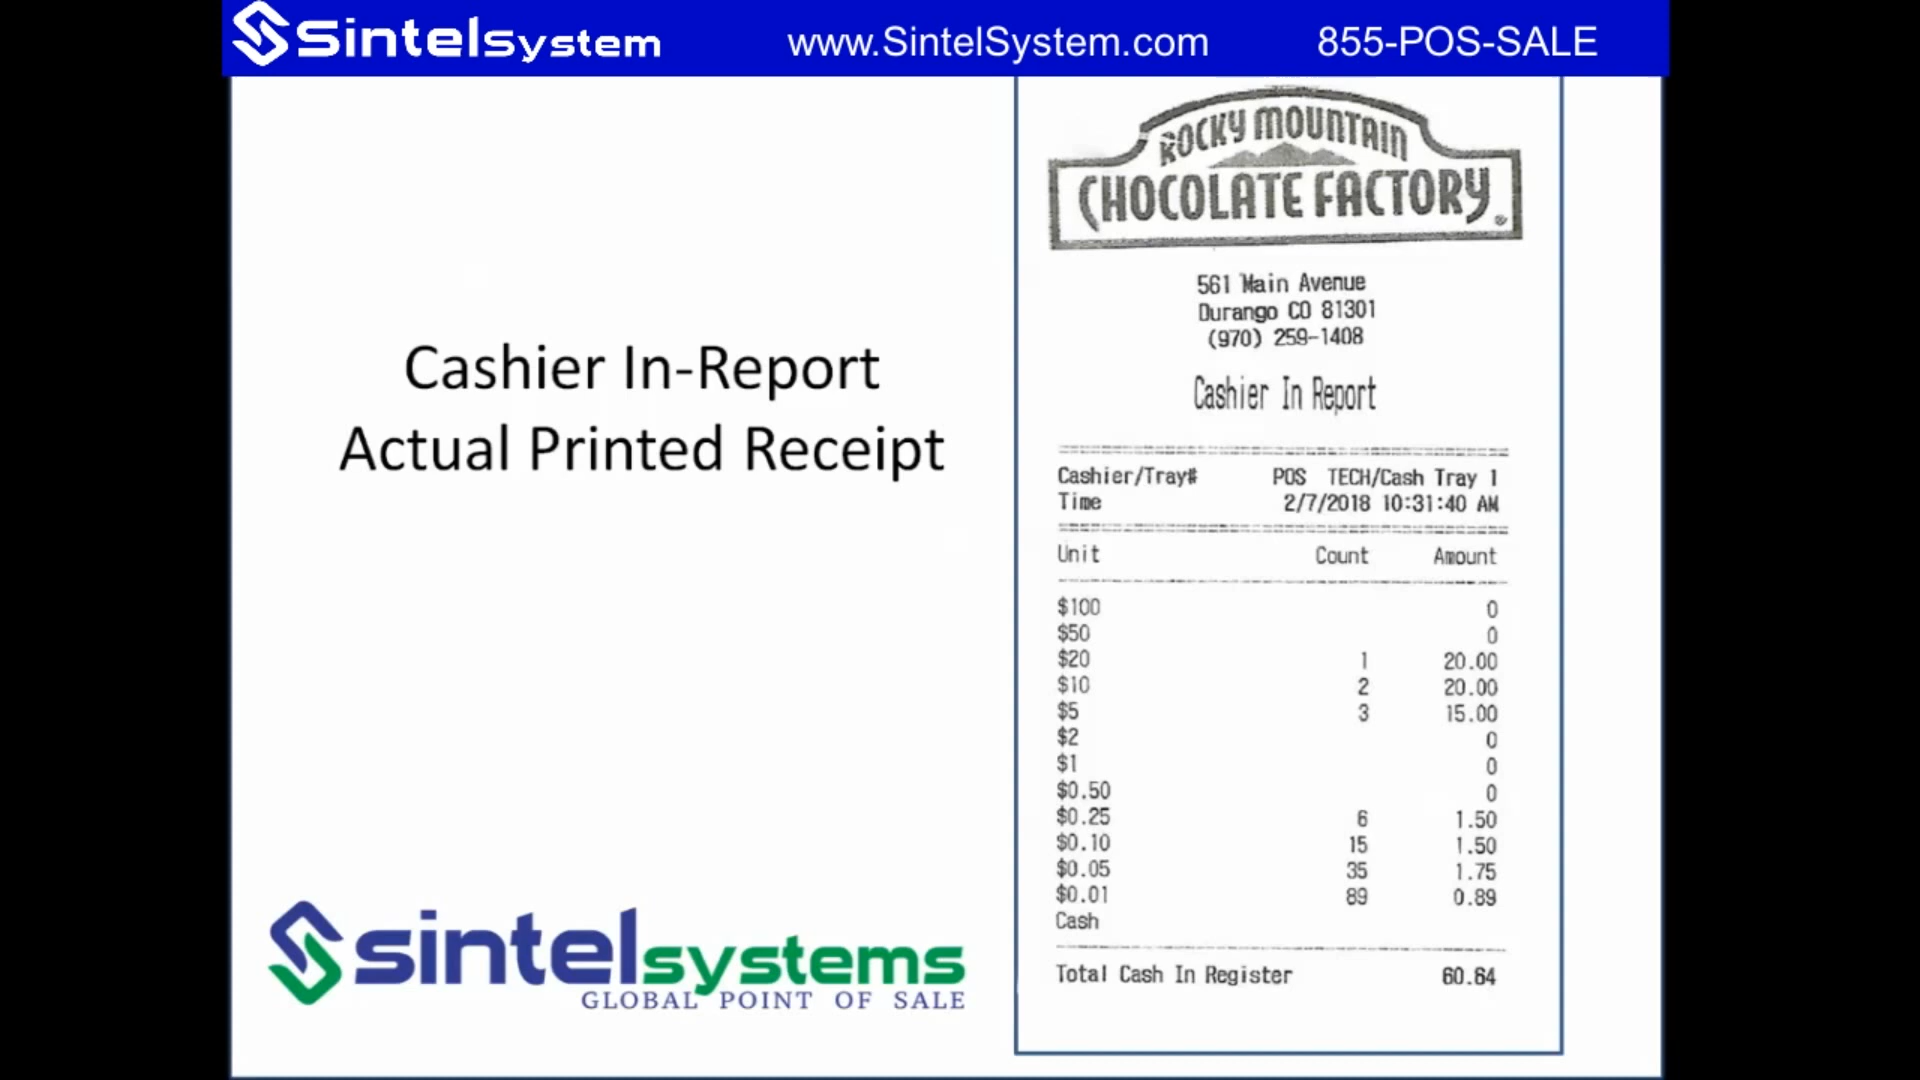 Sintelsystem www.SintelSystem.com 855-POS-SALE
Cashier In-Report
Actual Printed Receipt
sintelsystems
GLOBAL POINT OF SALE
ROCKY MOUNTAIN
CHOCOLATE FACTORY®
561 Main Avenue
Durango CO 81301
(970) 259-1408
Cashier In Report
Cashier/Tray# POS TECH/Cash Tray 1
Time 2/7/2018 10:31:40 AM
Unit Count Amount
$100 0
$50 0
$20 1 20.00
$10 2 20.00
$5 3 15.00
$2 0
$1 0
$0.50 0
$0.25 6 1.50
$0.10 15 1.50
$0.05 35 1.75
$0.01 89 0.89
Cash
Total Cash In Register 60.64